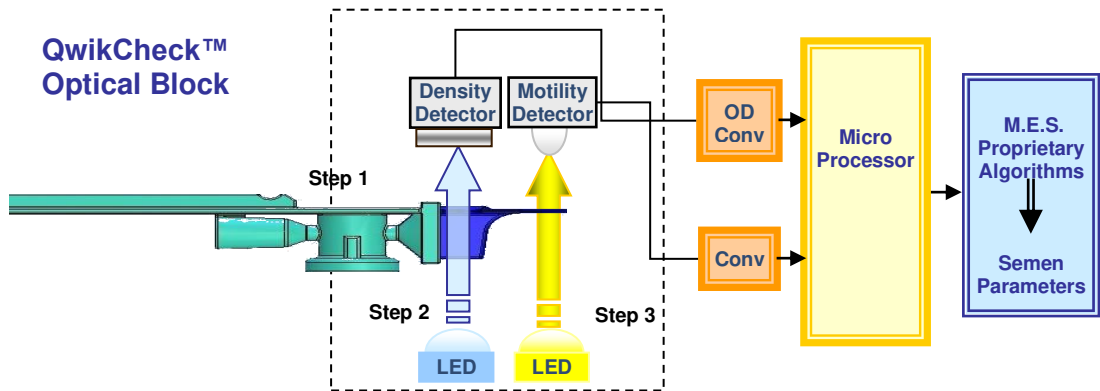 QwikCheck™
Optical Block
Density
Detector
Motility
Detector
Step 1
Step 2
Step 3
LED
LED
OD
Conv
Conv
Micro
Processor
M.E.S.
Proprietary
Algorithms
Semen
Parameters